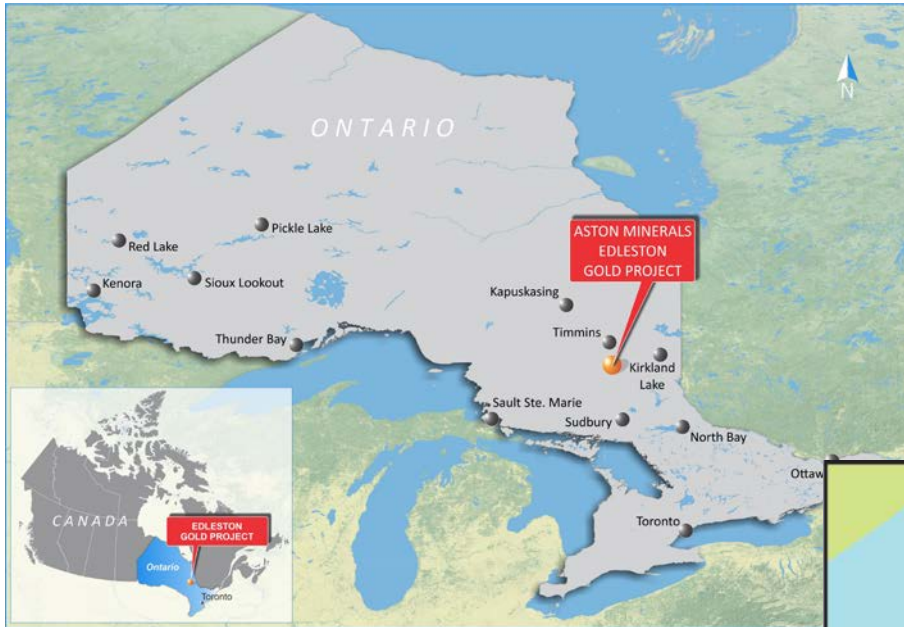 N
ONTARIO
ASTON MINERALS
EDLESTON
GOLD PROJECT
Pickle Lake
Red Lake
Sioux Lookout
Kenora
Kapuskasing
Thunder Bay
Timmins
Kirkland
Lake
Sault Ste. Marie
Sudbury
North Bay
Ottaw
Toronto
CANADA
EDLESTON
GOLD PROJECT
Ontario
Toronto